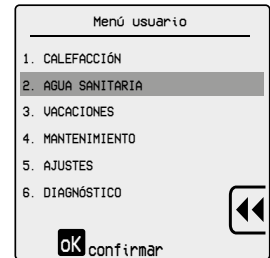 Menú usuario
1. CALEFACCIÓN
2. AGUA SANITARIA
3. VACACIONES
4. MANTENIMIENTO
5. AJUSTES
6. DIAGNÓSTICO
oK confirmar